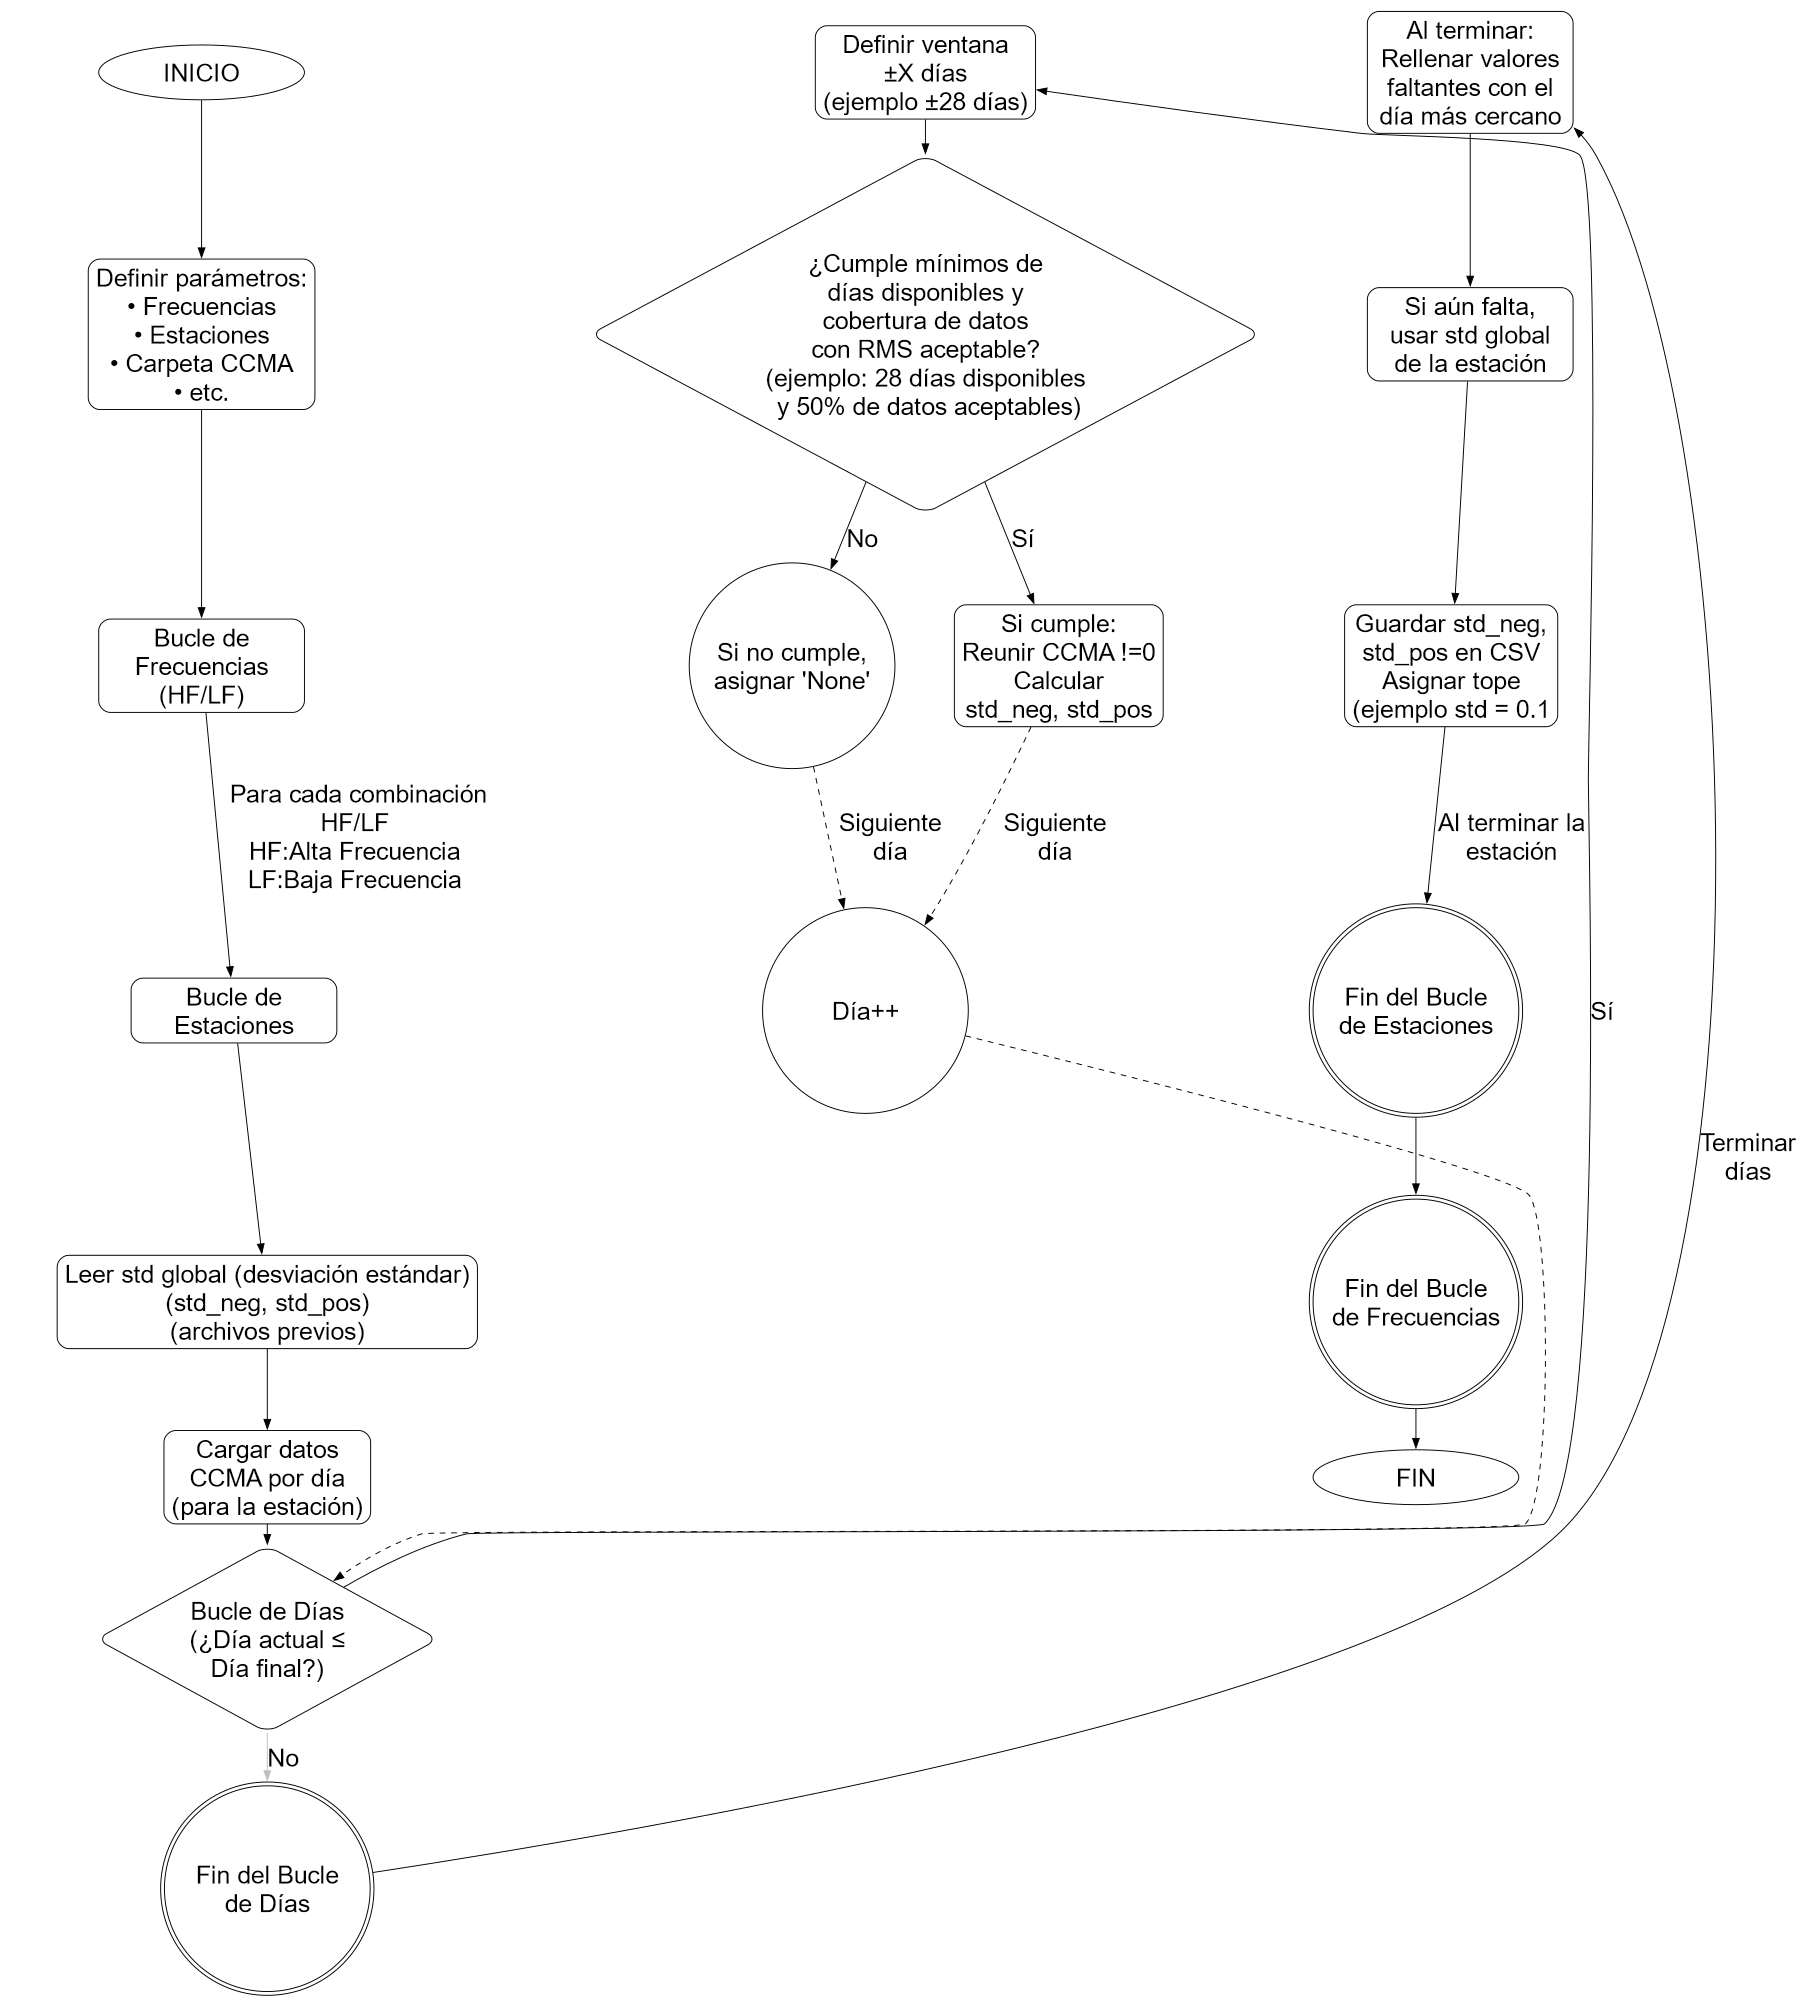 INICIO
Definir parámetros:
• Frecuencias
• Estaciones
• Carpeta CCMA
• etc.
Bucle de
Frecuencias
(HF/LF)
Para cada combinación
HF/LF
HF:Alta Frecuencia
LF:Baja Frecuencia
Bucle de
Estaciones
Leer std global (desviación estándar)
(std_neg, std_pos)
(archivos previos)
Cargar datos
CCMA por día
(para la estación)
Bucle de Días
(¿Día actual ≤
Día final?)
No
Fin del Bucle
de Días
Definir ventana
±X días
(ejemplo ±28 días)
¿Cumple mínimos de
días disponibles y
cobertura de datos
con RMS aceptable?
(ejemplo: 28 días disponibles
y 50% de datos aceptables)
No
Sí
Si no cumple,
asignar 'None'
Si cumple:
Reunir CCMA !=0
Calcular
std_neg, std_pos
Siguiente
día
Siguiente
día
Día++
Al terminar:
Rellenar valores
faltantes con el
día más cercano
Si aún falta,
usar std global
de la estación
Guardar std_neg,
std_pos en CSV
Asignar tope
(ejemplo std = 0.1
Al terminar la
estación
Fin del Bucle
de Estaciones
Sí
Terminar
días
Fin del Bucle
de Frecuencias
FIN